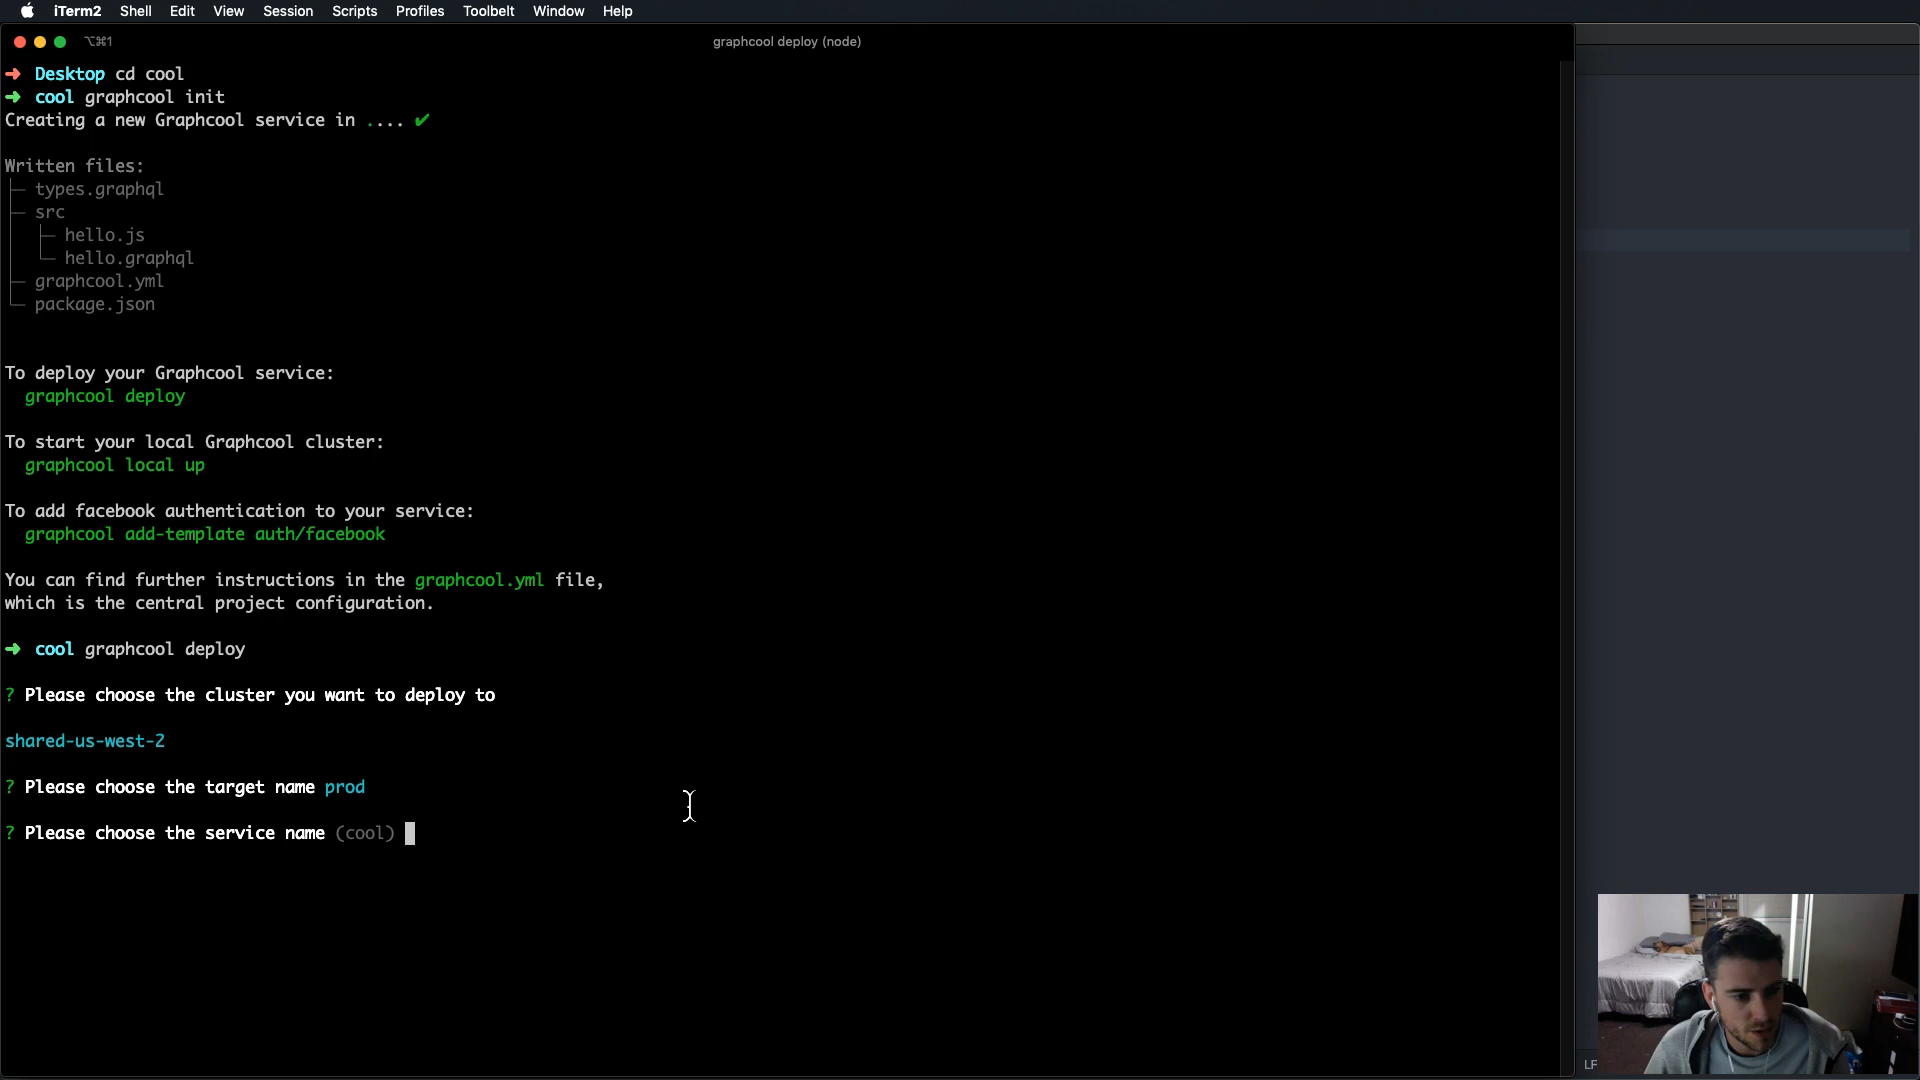 iTerm2 Shell Edit View Session Scripts Profiles Toolbelt Window Help
⌥⌘1 graphcool deploy (node)
➜ Desktop cd cool
➜ cool graphcool init
Creating a new Graphcool service in .... ✔
Written files:
├─ types.graphql
├─ src
│  ├─ hello.js
│  └─ hello.graphql
├─ graphcool.yml
└─ package.json
To deploy your Graphcool service:
graphcool deploy
To start your local Graphcool cluster:
graphcool local up
To add facebook authentication to your service:
graphcool add-template auth/facebook
You can find further instructions in the graphcool.yml file,
which is the central project configuration.
➜ cool graphcool deploy
? Please choose the cluster you want to deploy to
shared-us-west-2
? Please choose the target name prod
? Please choose the service name (cool)
LF